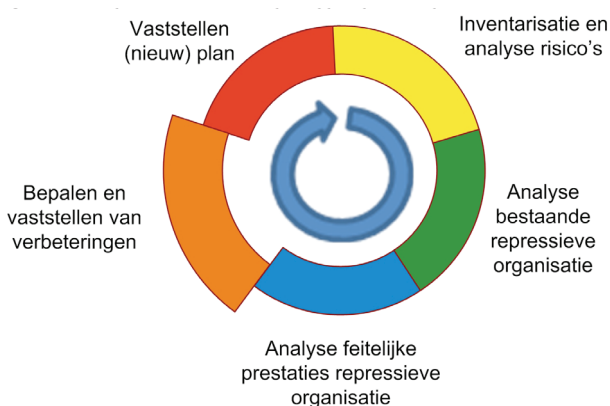 Vaststellen
(nieuw) plan
Inventarisatie en
analyse risico's
Analyse
bestaande
repressieve
organisatie
Analyse feitelijke
prestaties repressieve
organisatie
Bepalen en
vaststellen van
verbeteringen